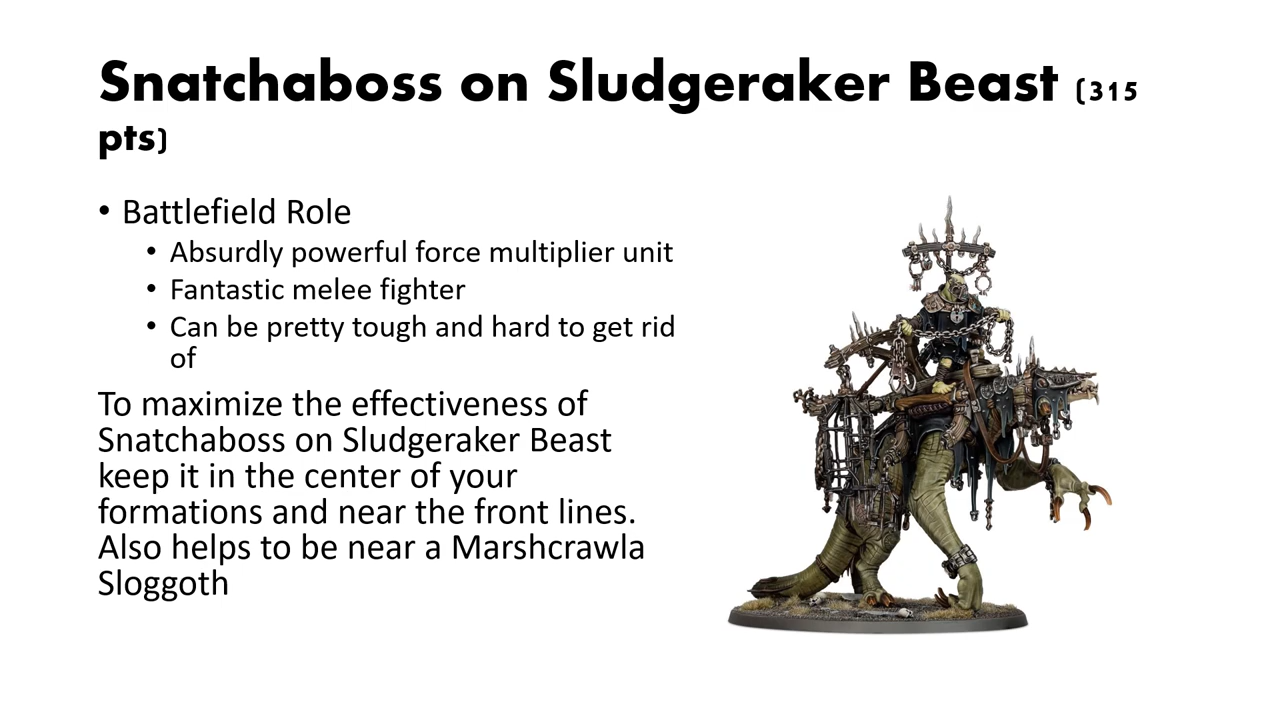 Snatchaboss on Sludgeraker Beast (315
pts)
• Battlefield Role
• Absurdly powerful force multiplier unit
• Fantastic melee fighter
• Can be pretty tough and hard to get rid
of
To maximize the effectiveness of
Snatchaboss on Sludgeraker Beast
keep it in the center of your
formations and near the front lines.
Also helps to be near a Marshcrawla
Sloggoth